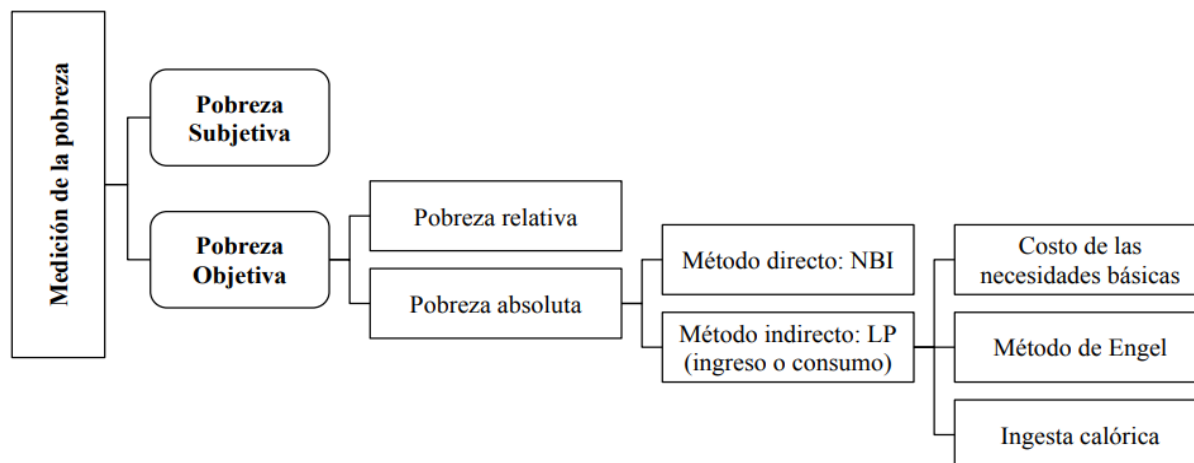 Medición de la pobreza
Pobreza
Subjetiva
Pobreza
Objetiva
Pobreza relativa
Pobreza absoluta
Método directo: NBI
Método indirecto: LP
(ingreso o consumo)
Costo de las
necesidades básicas
Método de Engel
Ingesta calórica